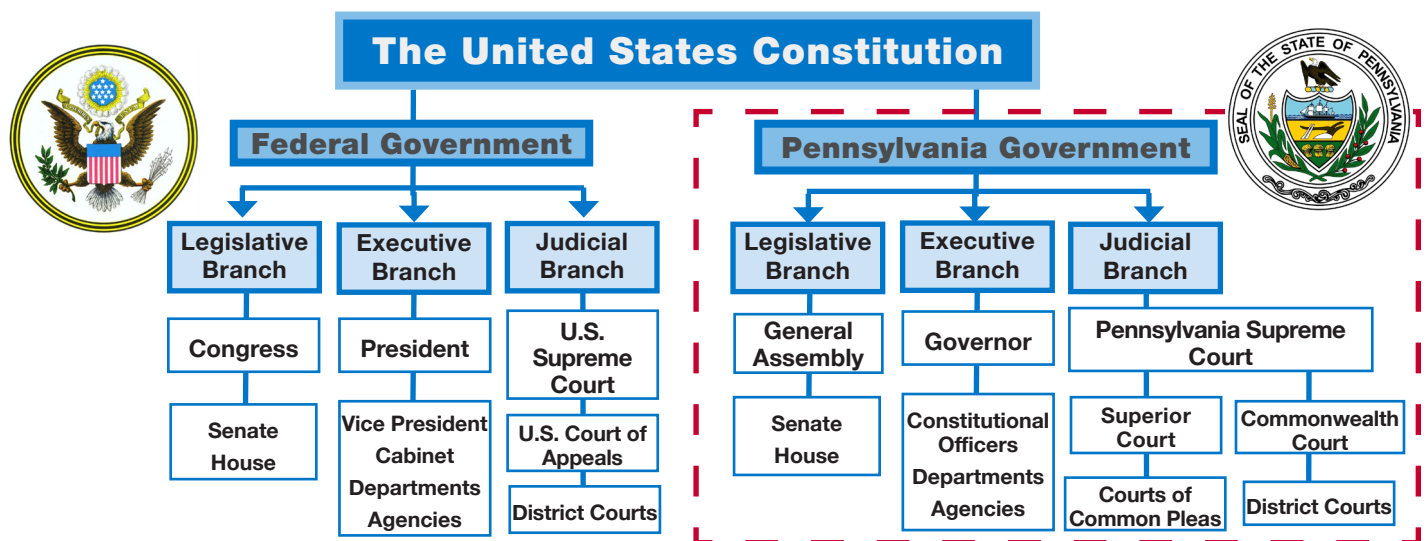 The United States Constitution
SEAL OF THE STATE OF PENNSYLVANIA
Federal Government
Pennsylvania Government
Legislative
Branch
Executive
Branch
Judicial
Branch
Legislative
Branch
Executive
Branch
Judicial
Branch
Congress
President
U.S.
Supreme
Court
General
Assembly
Governor
Pennsylvania Supreme
Court
Senate
House
Vice President
Cabinet
Departments
Agencies
U.S. Court of
Appeals
District Courts
Senate
House
Constitutional
Officers
Departments
Agencies
Superior
Court
Commonwealth
Court
Courts of
Common Pleas
District Courts